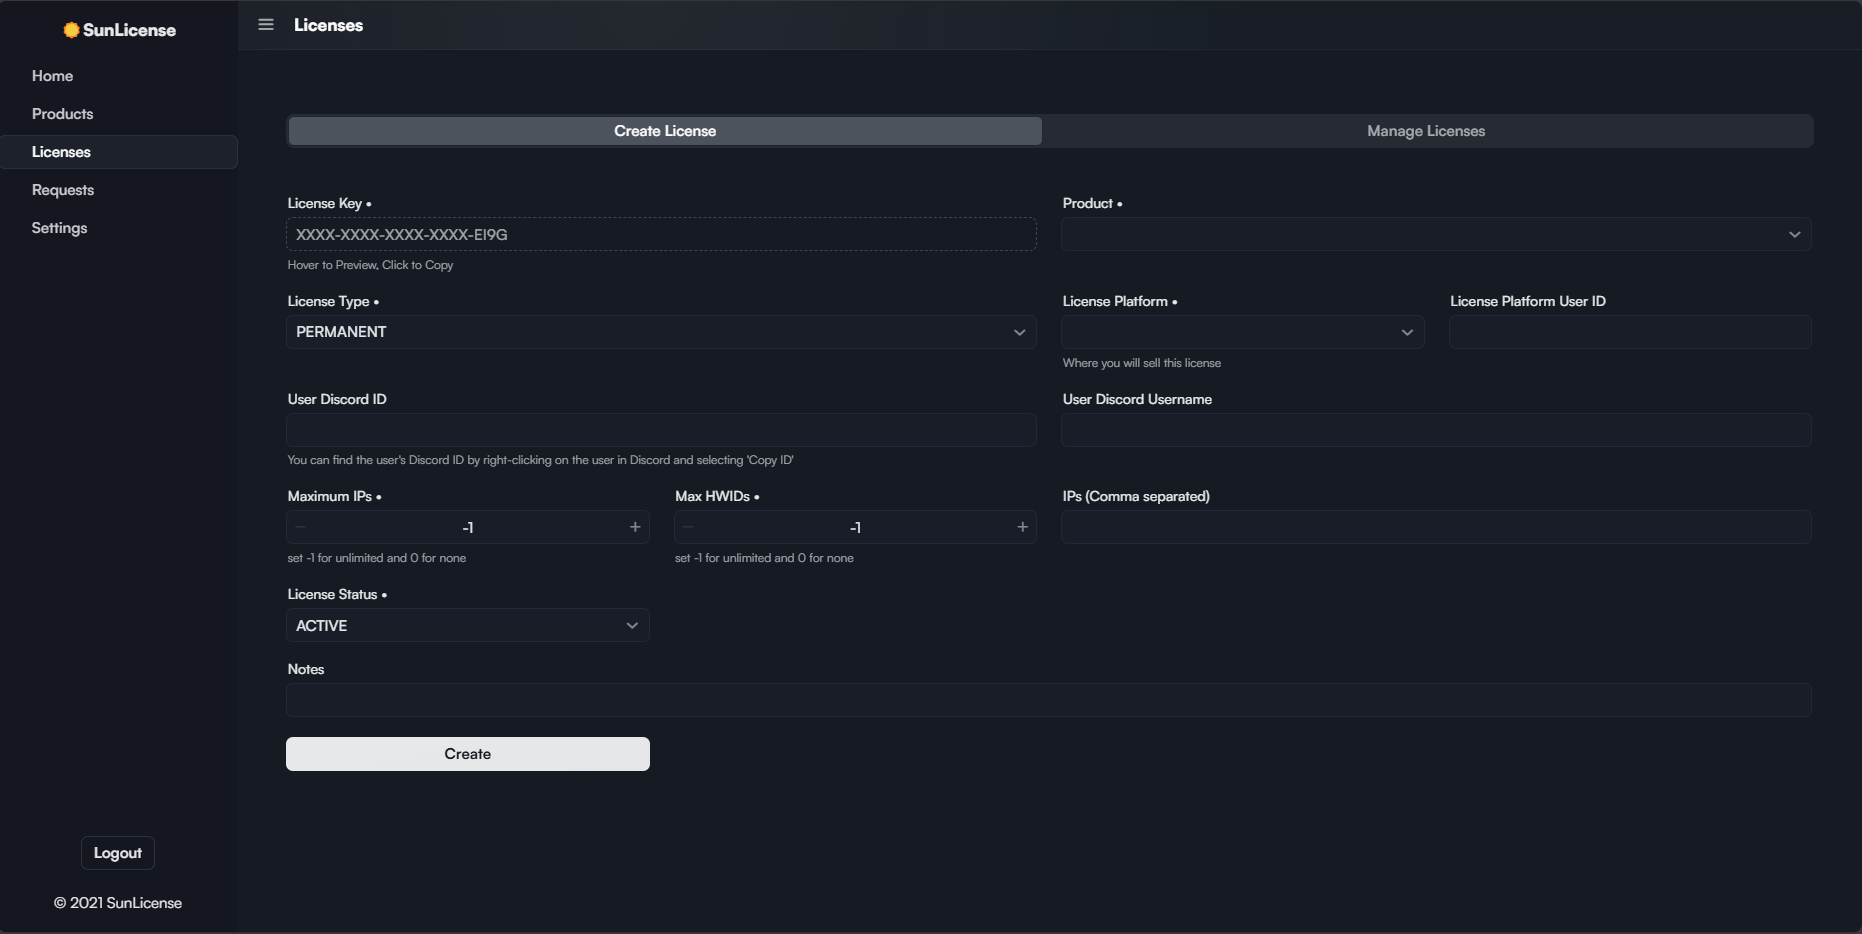 SunLicense
Home
Products
Licenses
Requests
Settings
Logout
© 2021 SunLicense
Licenses
Create License
Manage Licenses
License Key •
XXXX-XXXX-XXXX-XXXX-EI9G
Hover to Preview, Click to Copy
Product •
License Type •
PERMANENT
License Platform •
Where you will sell this license
License Platform User ID
User Discord ID
You can find the user's Discord ID by right-clicking on the user in Discord and selecting 'Copy ID'
User Discord Username
Maximum IPs •
-1
set -1 for unlimited and 0 for none
Max HWIDs •
-1
set -1 for unlimited and 0 for none
IPs (Comma separated)
License Status •
ACTIVE
Notes
Create